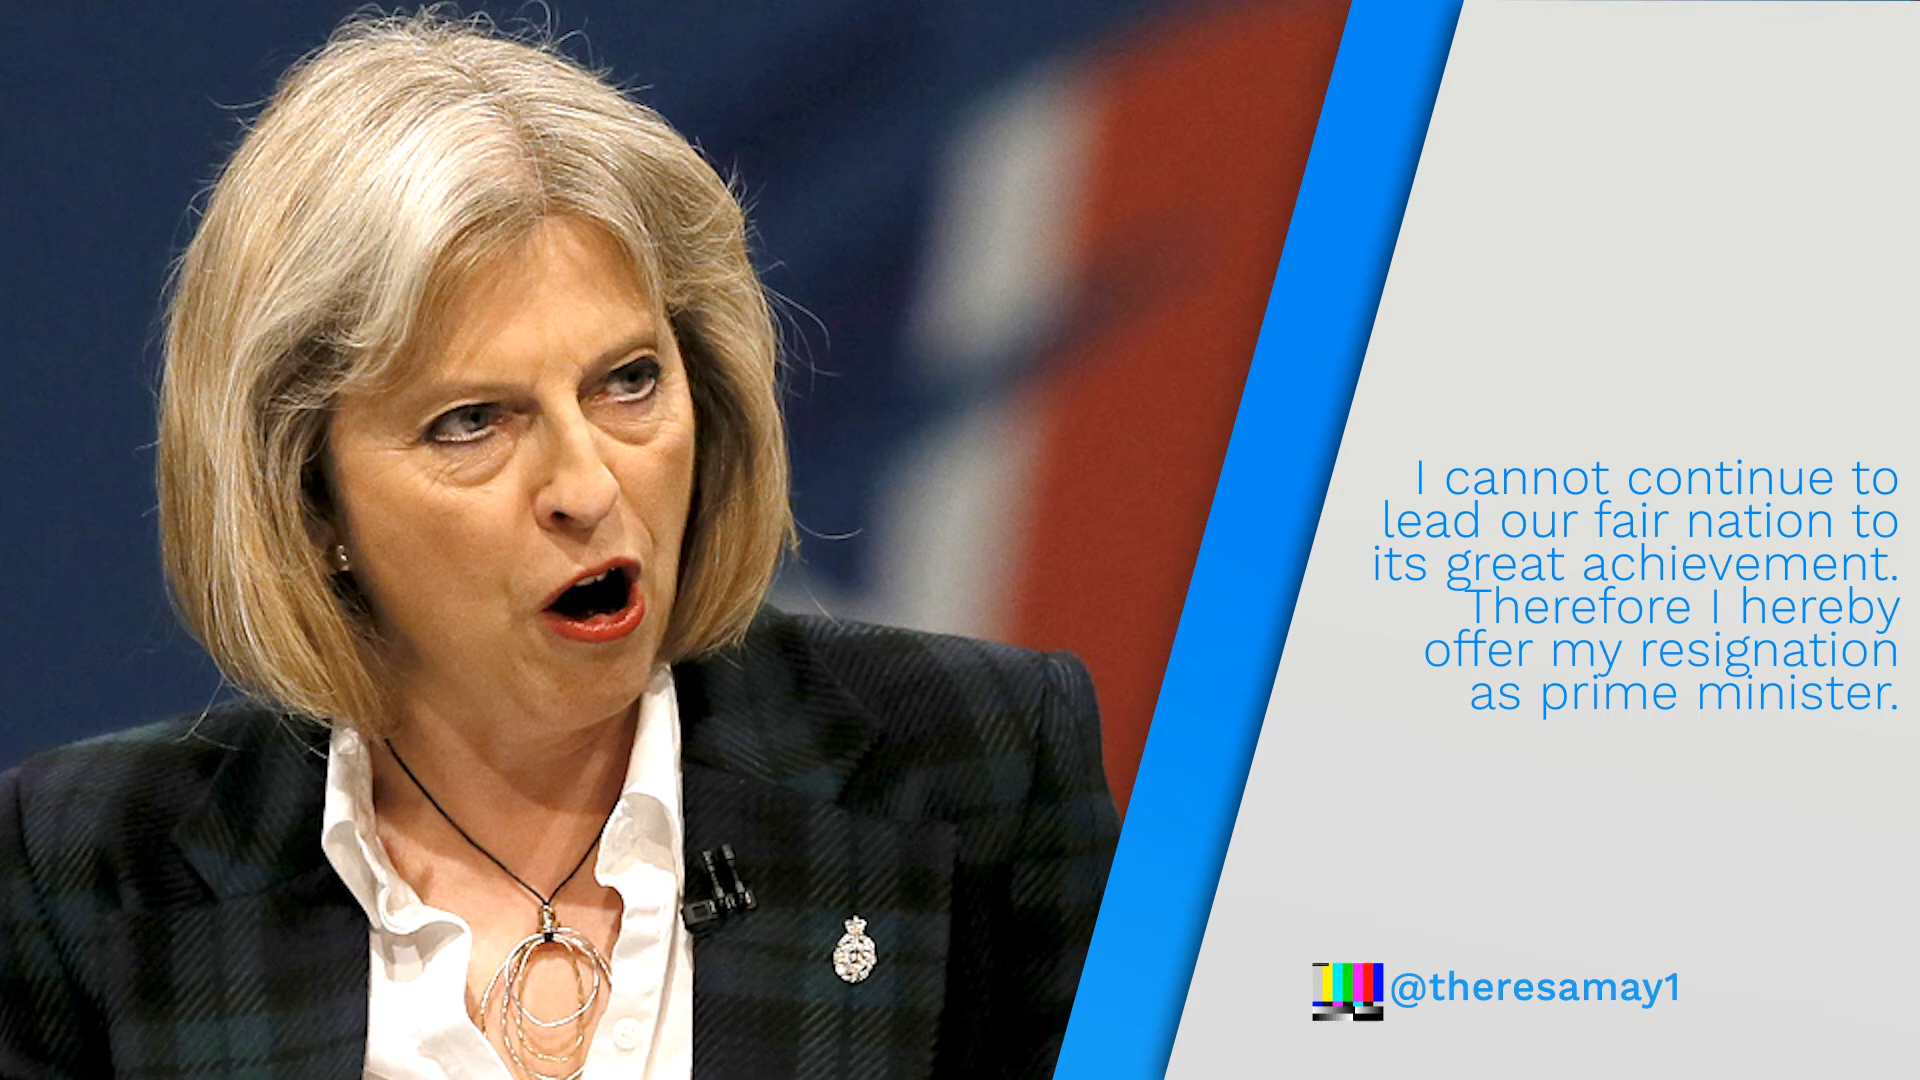 I cannot continue to
lead our fair nation to
its great achievement.
Therefore I hereby
offer my resignation
as prime minister.
@theresamay1